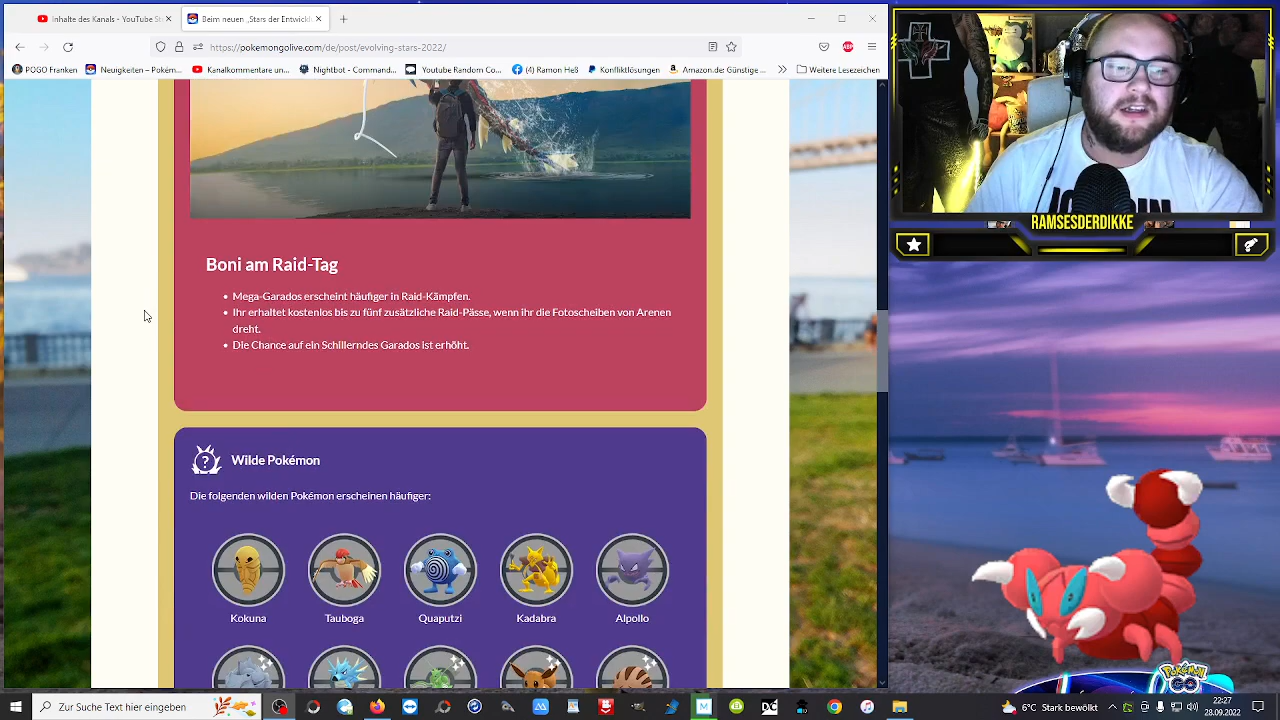 Inhalte des Kanals - YouTube St
Beim neuen „Stars der Entwickl
https://pokemongolive.com/de/post/evolving-stars-2022/
ABP
POGO Franken
Neuigkeiten – Pokém…
Kanalkommentare un…
Nightbot - Command…
Youtube Random Co…
(4) Ramon Heß
Konfliktlösungen
Amazon.de: Günstige …
Weitere Lesezeichen
RAMSESDERDIKKE
Boni am Raid-Tag
• Mega-Garados erscheint häufiger in Raid-Kämpfen.
• Ihr erhaltet kostenlos bis zu fünf zusätzliche Raid-Pässe, wenn ihr die Fotoscheiben von Arenen
dreht.
• Die Chance auf ein Schillerndes Garados ist erhöht.
Wilde Pokémon
Die folgenden wilden Pokémon erscheinen häufiger:
Kokuna
Tauboga
Quaputzi
Kadabra
Alpollo
POKÉMON
GO
Zur Suche Text hier eingeben
6°C Stark bewölkt
22:27
28.09.2022